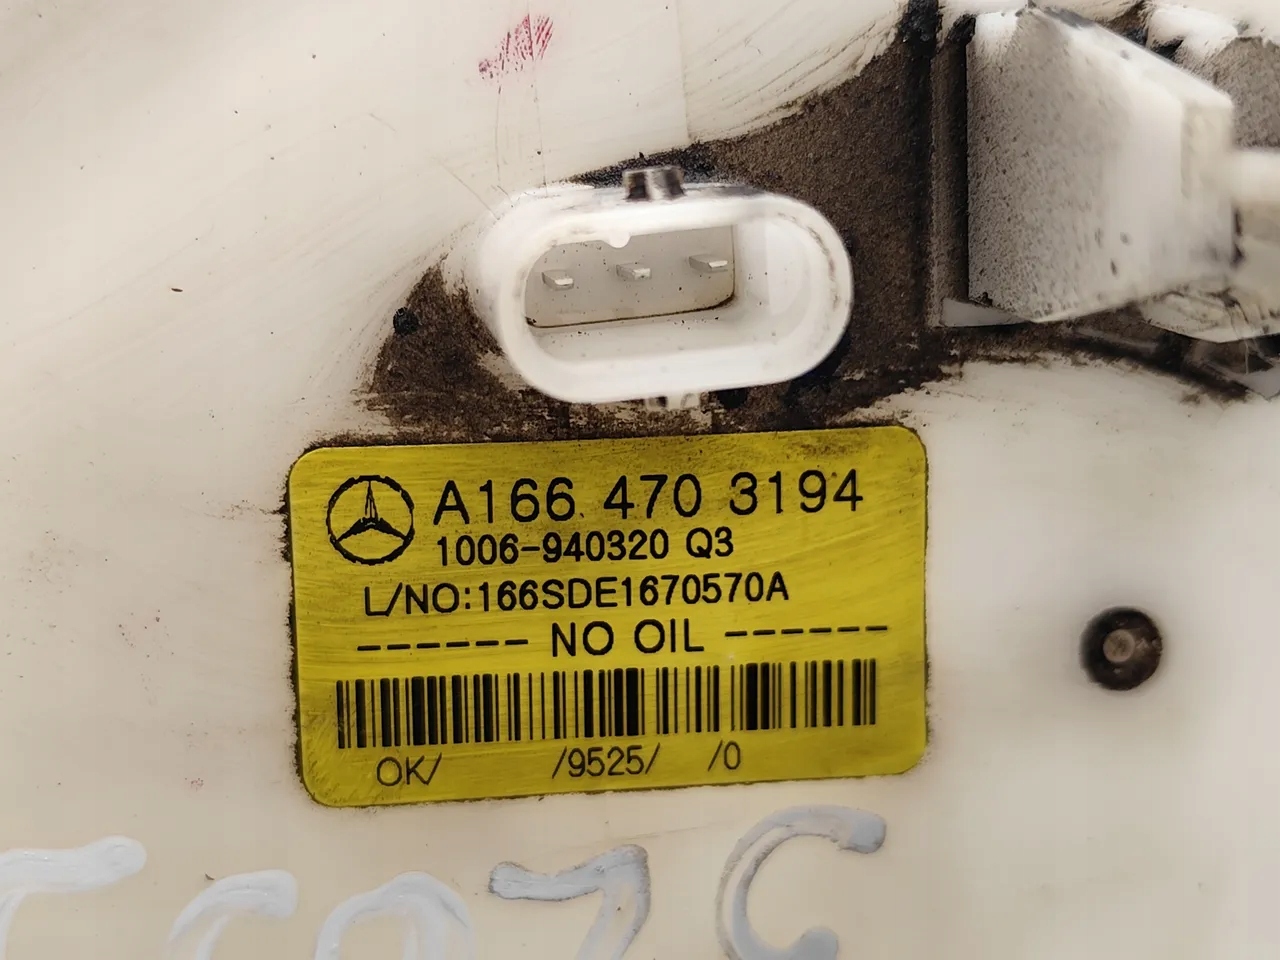 A166 470 3194
1006-940320 Q3
L/NO:166SDE1670570A
------ NO OIL ------
OK/ /9525/ /0